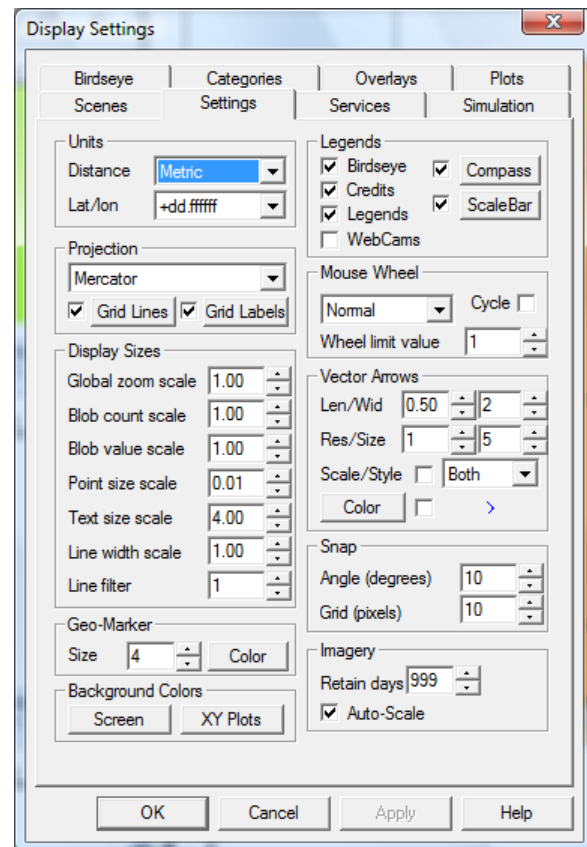 Display Settings
Birdseye Categories Overlays Plots
Scenes Settings Services Simulation
Units
Distance Metric
Lat/lon +dd.ffffff
Projection
Mercator
Grid Lines Grid Labels
Display Sizes
Global zoom scale 1.00
Blob count scale 1.00
Blob value scale 1.00
Point size scale 0.01
Text size scale 4.00
Line width scale 1.00
Line filter 1
Geo-Marker
Size 4 Color
Background Colors
Screen XY Plots
Legends
Birdseye Compass
Credits
Legends ScaleBar
WebCams
Mouse Wheel
Normal Cycle
Wheel limit value 1
Vector Arrows
Len/Wid 0.50 2
Res/Size 1 5
Scale/Style Both
Color >
Snap
Angle (degrees) 10
Grid (pixels) 10
Imagery
Retain days 999
Auto-Scale
OK Cancel Apply Help